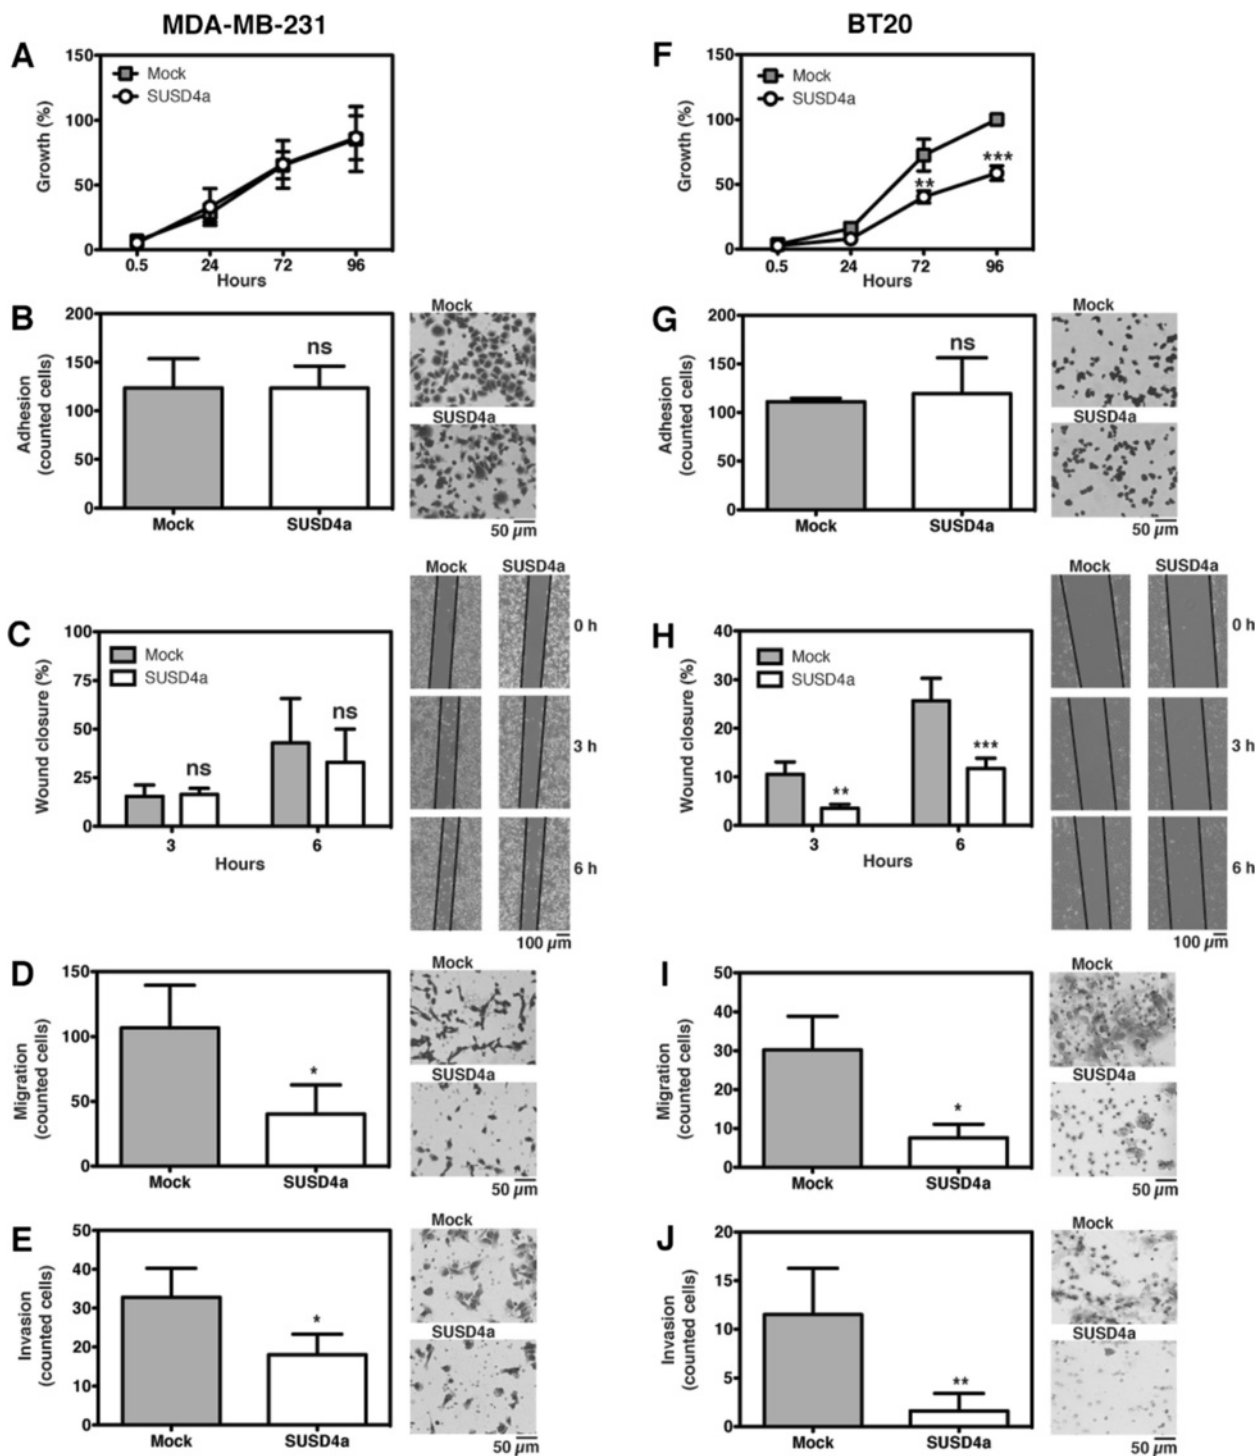 MDA-MB-231
BT20
A
150
100
50
0
Growth (%)
Mock
SUSD4a
0.5 24 72 96
Hours
F
150
100
50
0
Growth (%)
Mock
SUSD4a
**
***
0.5 24 72 96
Hours
B
200
150
100
50
0
Adhesion
(counted cells)
ns
Mock SUSD4a
Mock
SUSD4a
50 µm
G
200
150
100
50
0
Adhesion
(counted cells)
ns
Mock SUSD4a
Mock
SUSD4a
50 µm
C
100
75
50
25
0
Wound closure (%)
Mock
SUSD4a
ns
ns
3 6
Hours
Mock SUSD4a
0 h
3 h
6 h
100 µm
H
40
30
20
10
0
Wound closure (%)
Mock
SUSD4a
**
***
3 6
Hours
Mock SUSD4a
0 h
3 h
6 h
100 µm
D
150
100
50
0
Migration
(counted cells)
*
Mock SUSD4a
Mock
SUSD4a
50 µm
I
50
40
30
20
10
0
Migration
(counted cells)
*
Mock SUSD4a
Mock
SUSD4a
50 µm
E
50
40
30
20
10
0
Invasion
(counted cells)
*
Mock SUSD4a
Mock
SUSD4a
50 µm
J
20
15
10
5
0
Invasion
(counted cells)
**
Mock SUSD4a
Mock
SUSD4a
50 µm